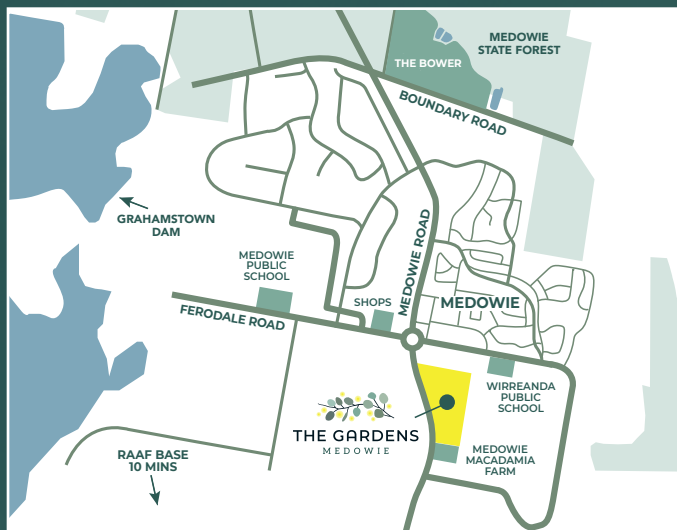 MEDOWIE
STATE FOREST
THE BOWER
BOUNDARY ROAD
GRAHAMSTOWN
DAM
MEDOWIE
PUBLIC
SCHOOL
MEDOWIE ROAD
SHOPS
MEDOWIE
FERODALE ROAD
WIRREANDA
PUBLIC
SCHOOL
THE GARDENS
MEDOWIE
MEDOWIE
MACADAMIA
FARM
RAAF BASE
10 MINS